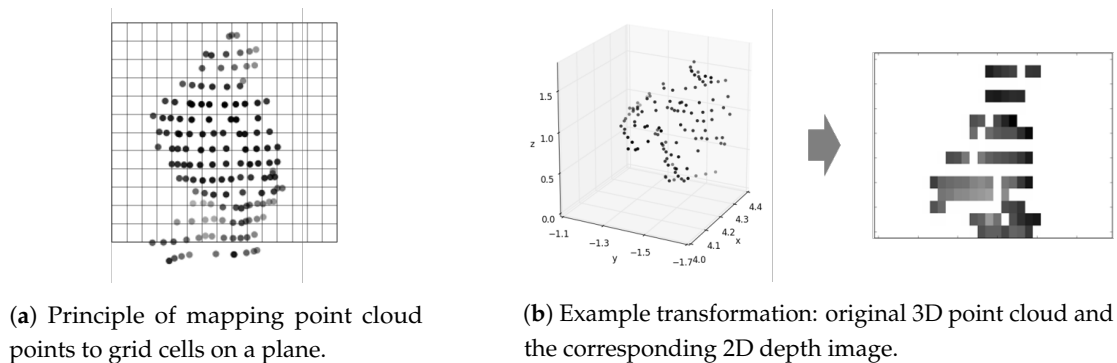 1.5
1.0
z
0.5
0.0
−1.1
−1.3
y
−1.5
−1.7
4.0
4.1
x
4.2
4.3
4.4
(a) Principle of mapping point cloud
points to grid cells on a plane.
(b) Example transformation: original 3D point cloud and
the corresponding 2D depth image.